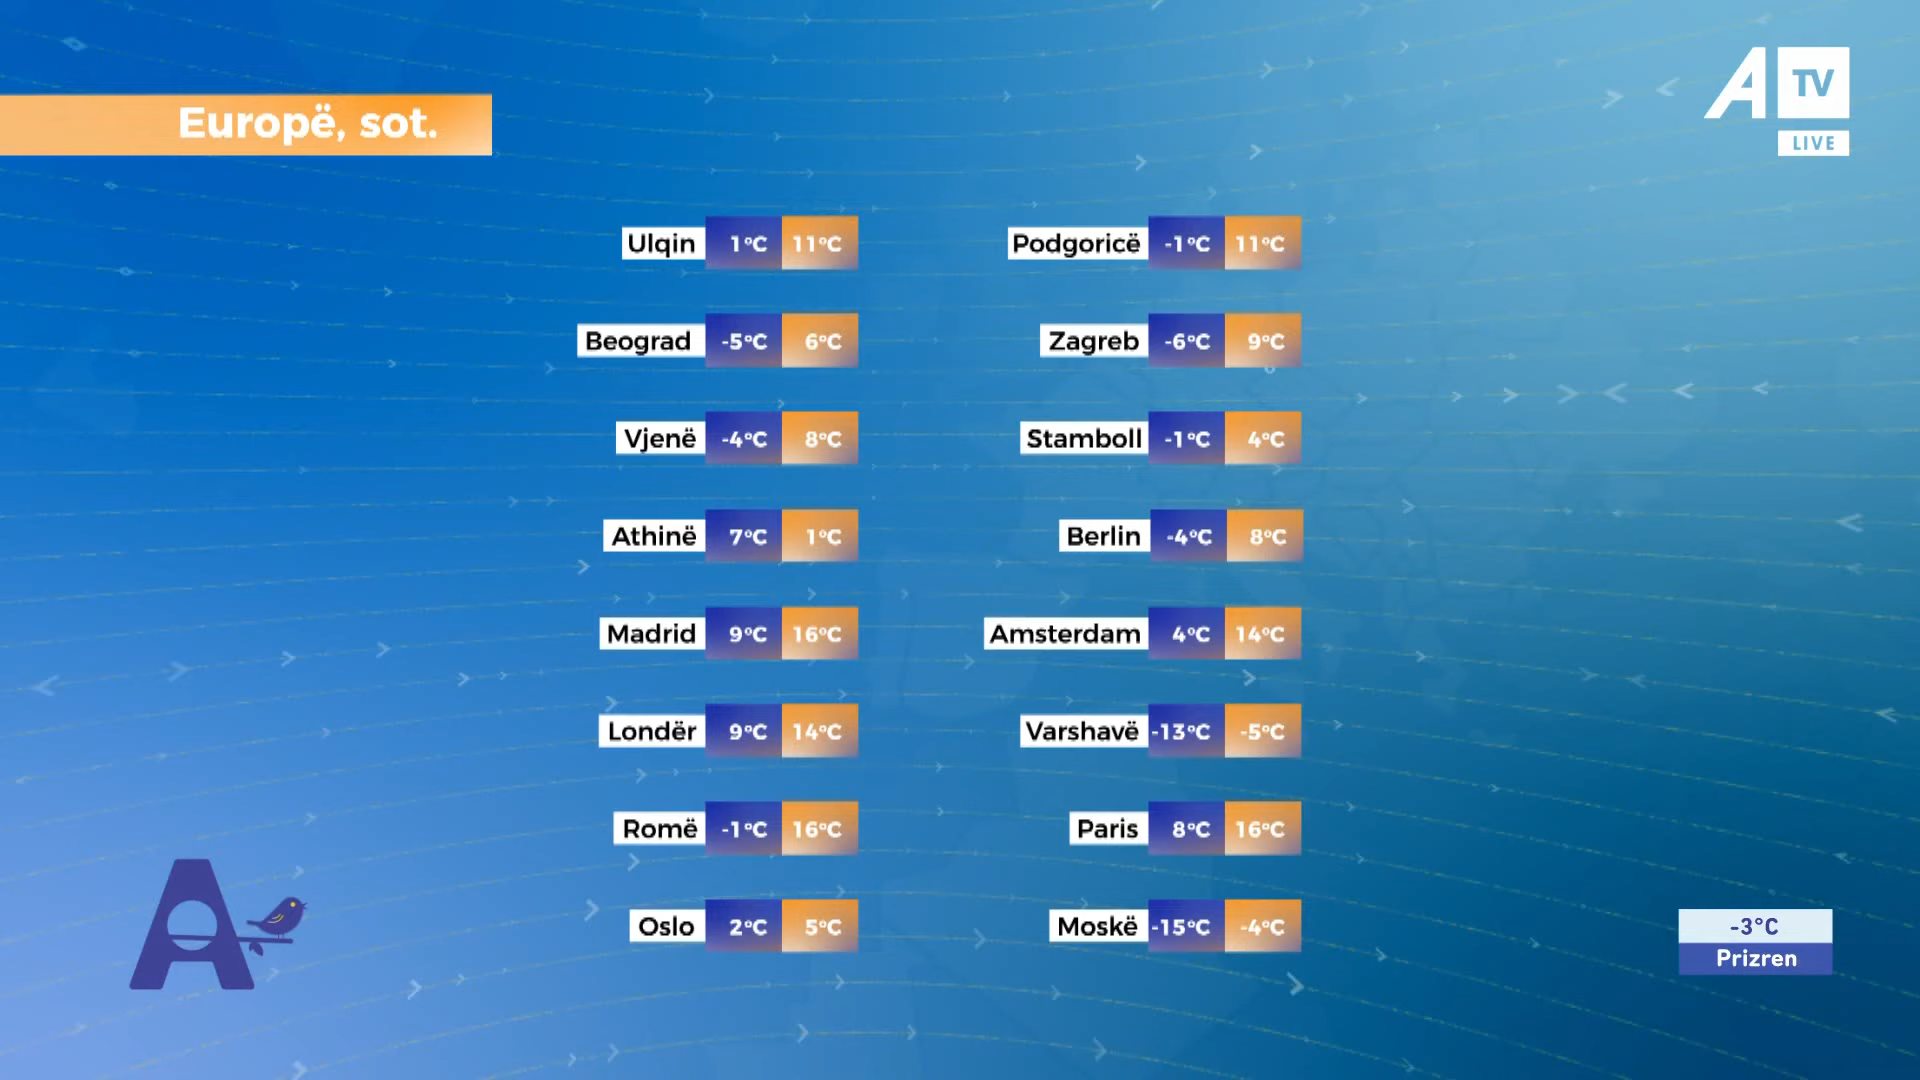 A TV
LIVE
Europë, sot.
Ulqin 1°C 11°C
Podgoricë -1°C 11°C
Beograd -5°C 6°C
Zagreb -6°C 9°C
Vjenë -4°C 8°C
Stamboll -1°C 4°C
Athinë 7°C 1°C
Berlin -4°C 8°C
Madrid 9°C 16°C
Amsterdam 4°C 14°C
Londër 9°C 14°C
Varshavë -13°C -5°C
Romë -1°C 16°C
Paris 8°C 16°C
Oslo 2°C 5°C
Moskë -15°C -4°C
A
-3°C
Prizren